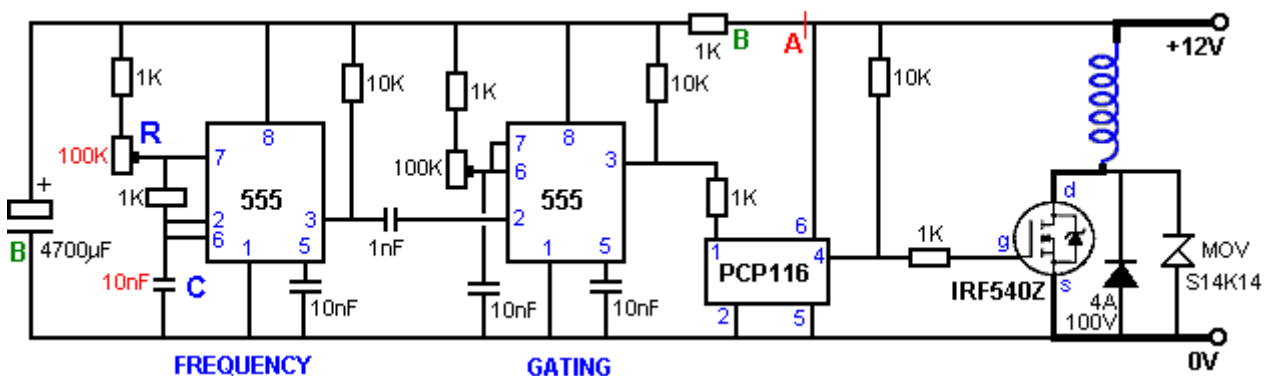 B
A
1K
+12V
1K
10K
1K
10K
10K
R
8
8
100K
7
7
6
3
100K
555
555
1K
1K
d
+
2
6
3
2
6
1
5
1
5
1
4
1K
g
B
4700µF
1nF
PCP116
MOV
S14K14
10nF
C
IRF540Z
s
10nF
10nF
10nF
2
5
4A
100V
FREQUENCY
GATING
0V